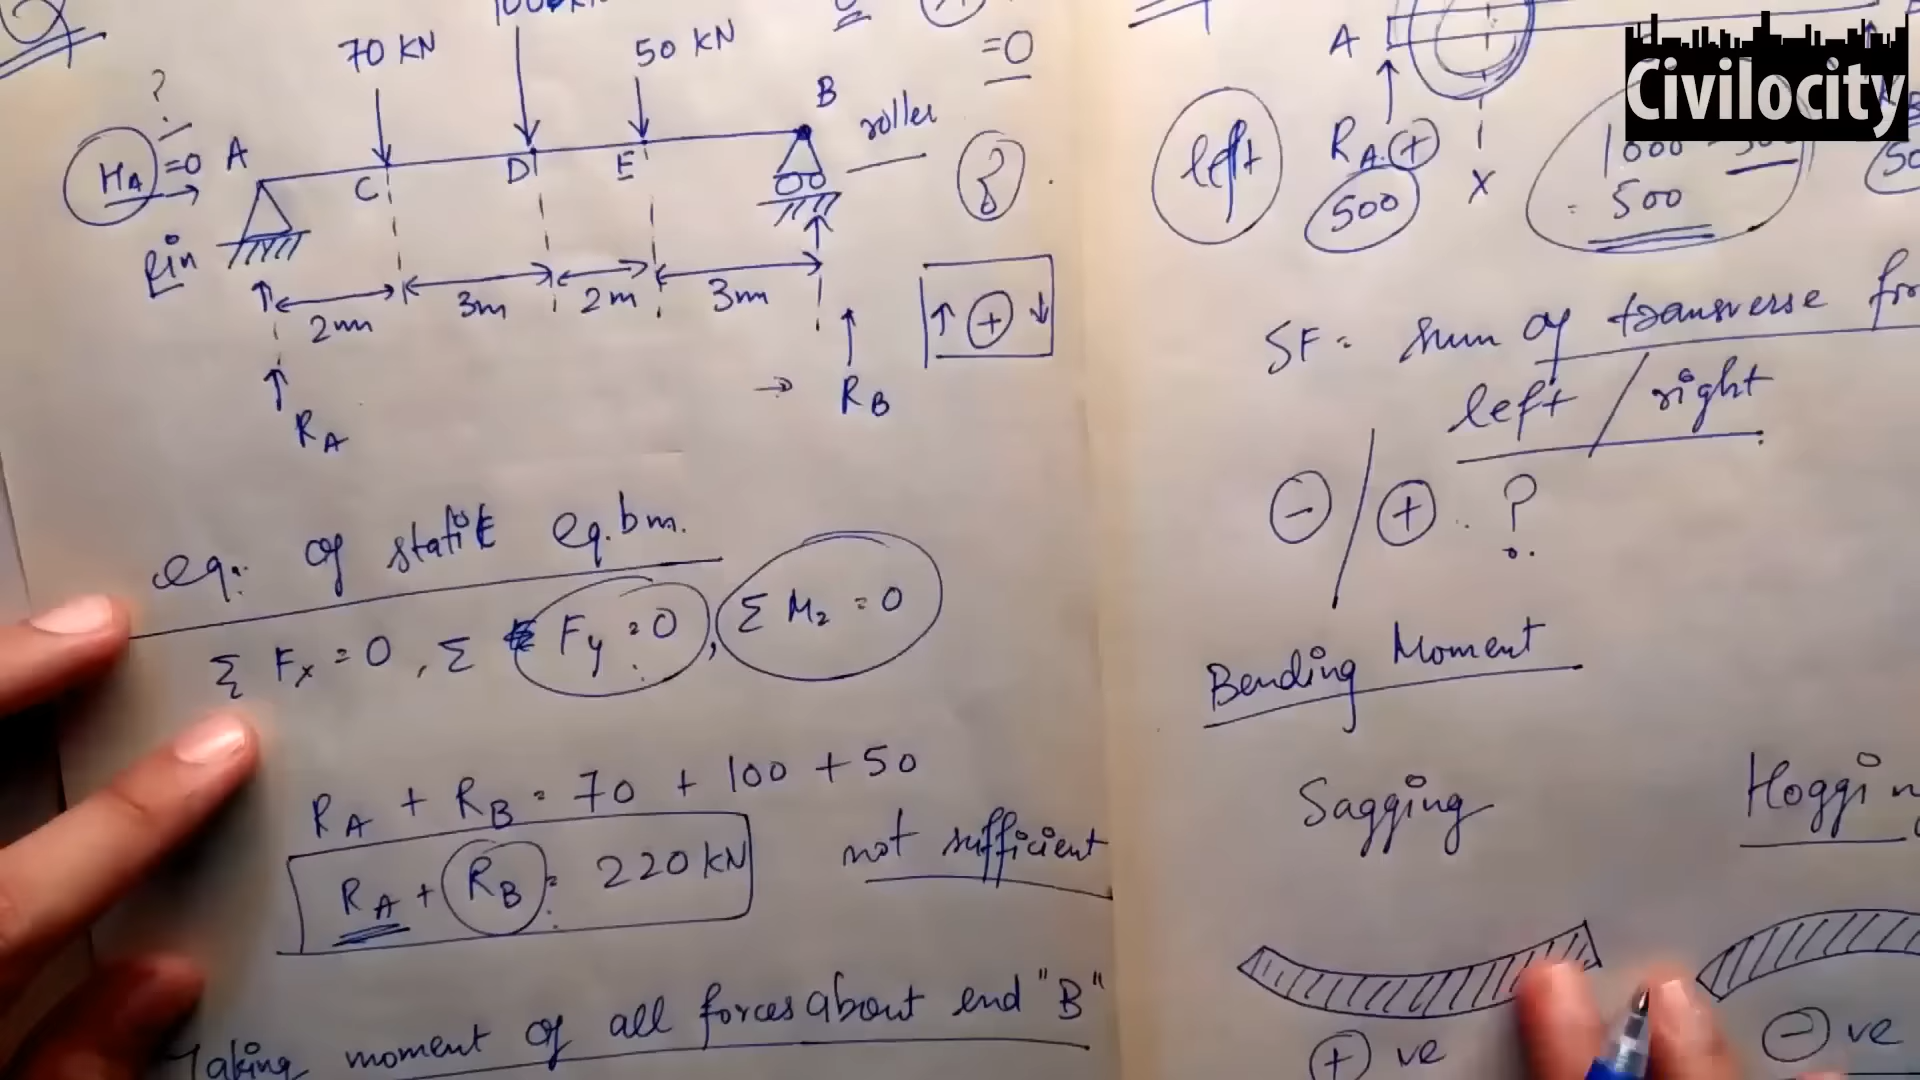 70 KN
50 KN
=0
?
B
roller
HA =0 A
C
D
E
Pin
2m
3m
2m
3m
↑ + ↓
RA
→ RB
eq. of static eq.bm.
Σ Fx = 0 , Σ Fy = 0 , Σ Mz = 0
RA + RB = 70 + 100 + 50
RA + RB = 220 KN
not sufficient
Taking moment of all forces about end "B"
Civilocity
A
left
RA (+)
500
X
= 500
SF = sum of transverse
left / right
- / + ?
Bending Moment
Sagging
+ ve
- ve